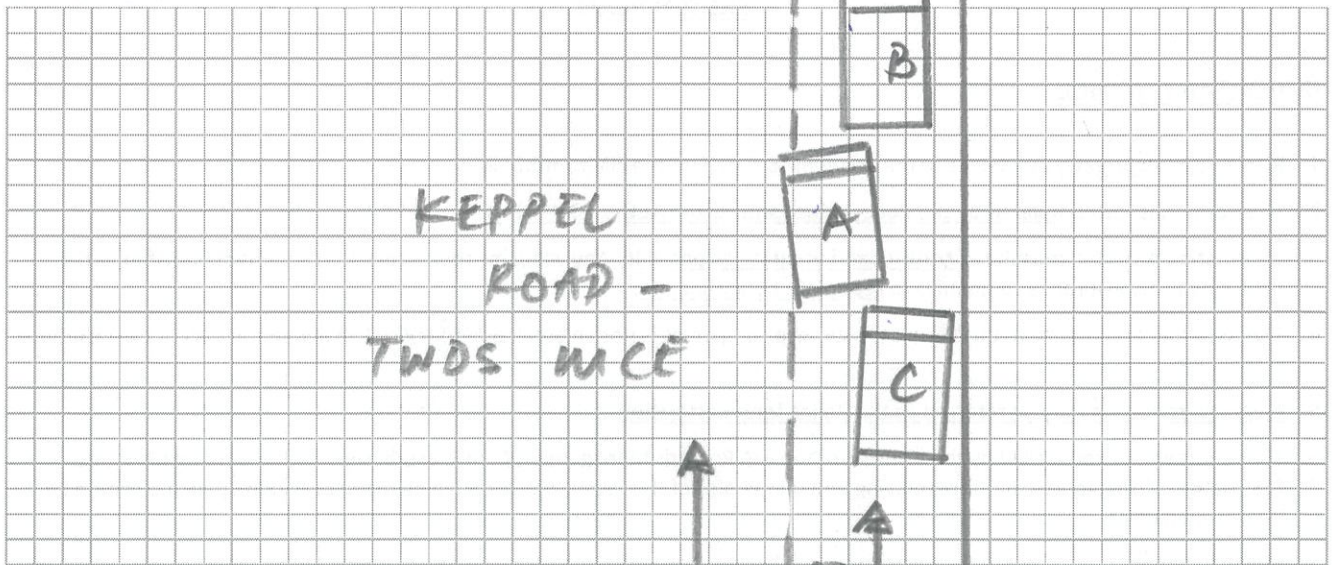 B
A
KEPPEL
ROAD -
TWDS MCE
C